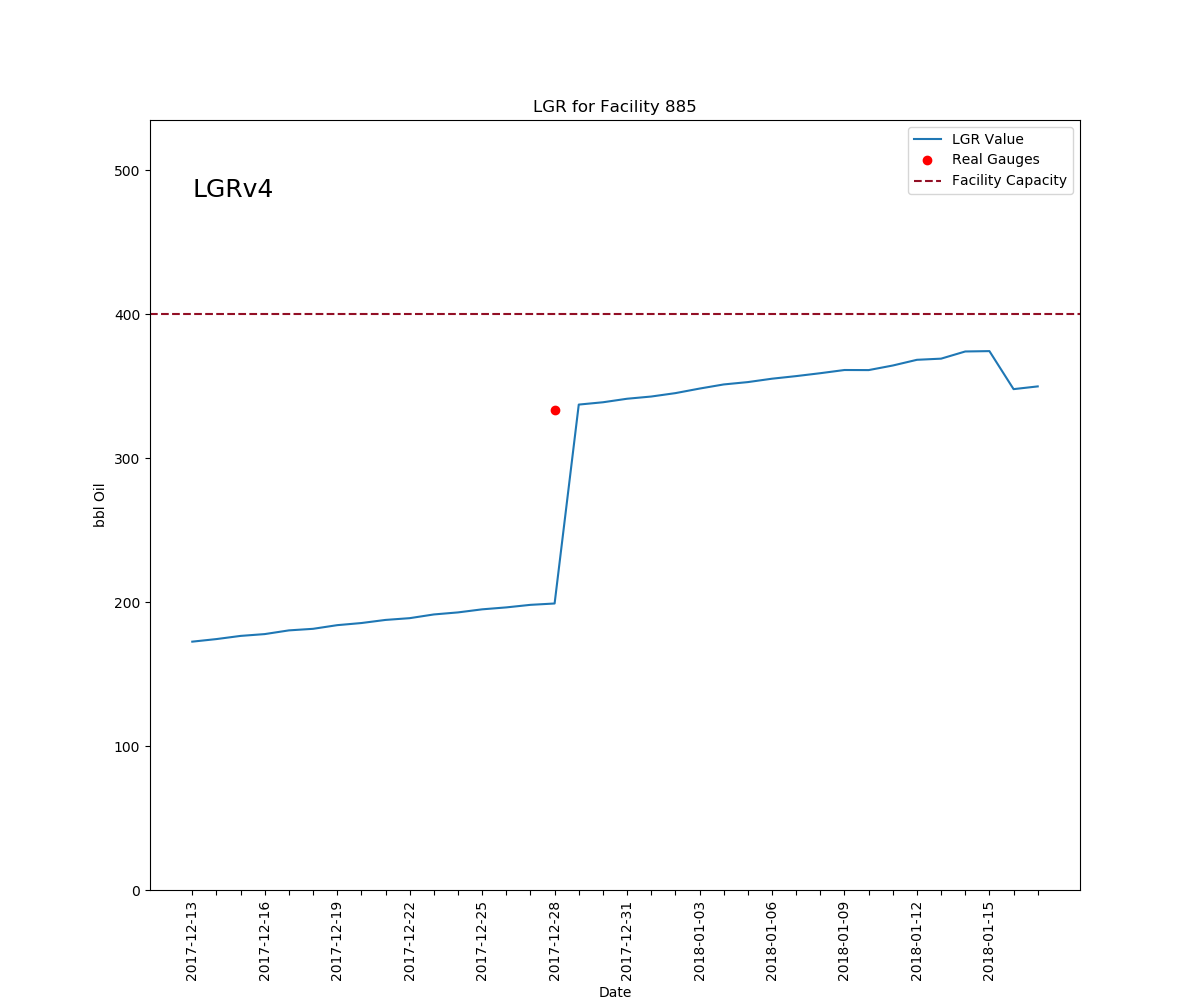 LGR for Facility 885
LGR Value
Real Gauges
Facility Capacity
LGRv4
500
400
300
200
100
0
bbl Oil
2017-12-13
2017-12-16
2017-12-19
2017-12-22
2017-12-25
2017-12-28
2017-12-31
2018-01-03
2018-01-06
2018-01-09
2018-01-12
2018-01-15
Date